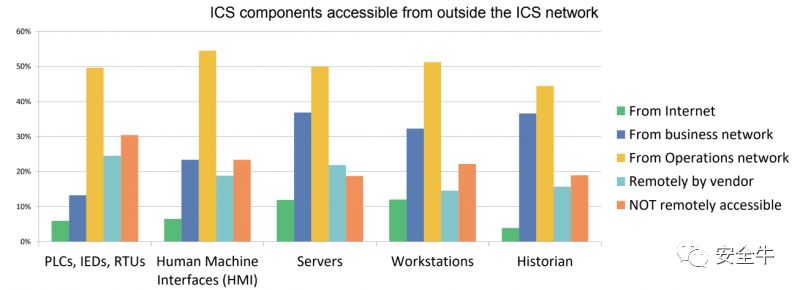 ICS components accessible from outside the ICS network
60%
50%
40%
30%
20%
10%
0%
PLCs, IEDs, RTUs
Human Machine
Interfaces (HMI)
Servers
Workstations
Historian
From Internet
From business network
From Operations network
Remotely by vendor
NOT remotely accessible
安全牛